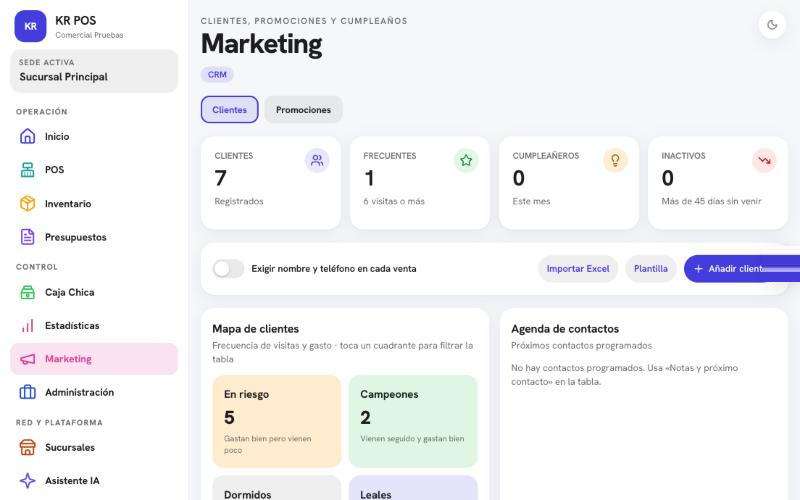 KR
KR POS
Comercial Pruebas
SEDE ACTIVA
Sucursal Principal
OPERACIÓN
Inicio
POS
Inventario
Presupuestos
CONTROL
Caja Chica
Estadísticas
Marketing
Administración
RED Y PLATAFORMA
Sucursales
Asistente IA
CLIENTES, PROMOCIONES Y CUMPLEAÑOS
Marketing
CRM
Clientes
Promociones
CLIENTES
7
Registrados
FRECUENTES
1
6 visitas o más
CUMPLEAÑEROS
0
Este mes
INACTIVOS
0
Más de 45 días sin venir
Exigir nombre y teléfono en cada venta
Importar Excel
Plantilla
+ Añadir client
Mapa de clientes
Frecuencia de visitas y gasto · toca un cuadrante para filtrar la
tabla
En riesgo
5
Gastan bien pero vienen
poco
Campeones
2
Vienen seguido y gastan bien
Dormidos
Leales
Agenda de contactos
Próximos contactos programados
No hay contactos programados. Usa «Notas y próximo
contacto» en la tabla.